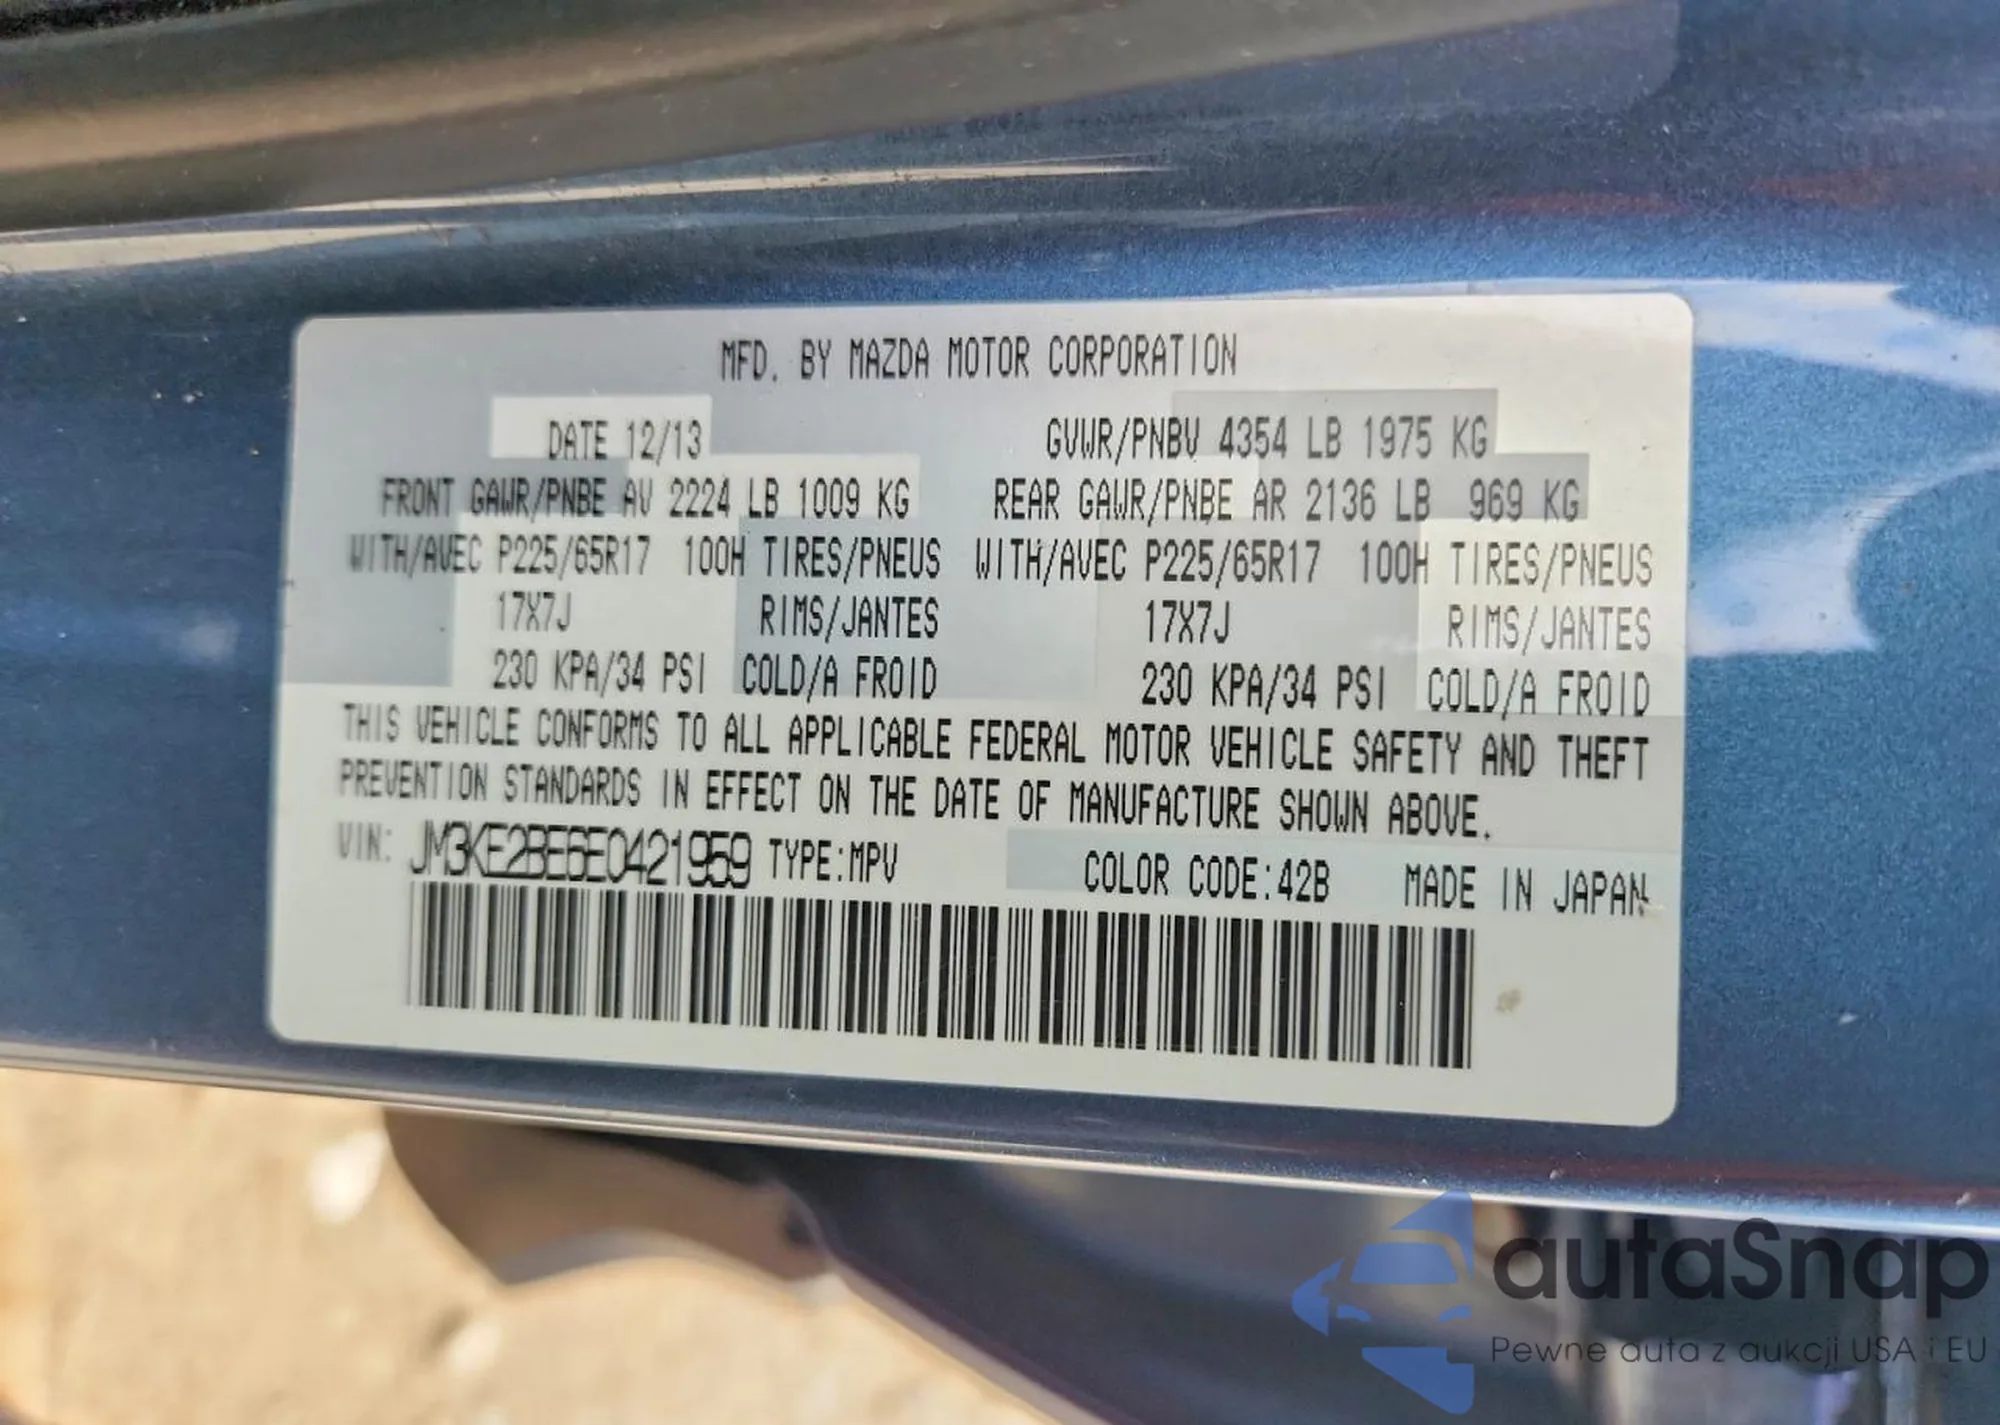 MFD. BY MAZDA MOTOR CORPORATION
DATE 12/13 GVWR/PNBV 4354 LB 1975 KG
FRONT GAWR/PNBE AV 2224 LB 1009 KG REAR GAWR/PNBE AR 2136 LB 969 KG
WITH/AVEC P225/65R17 100H TIRES/PNEUS WITH/AVEC P225/65R17 100H TIRES/PNEUS
17X7J RIMS/JANTES 17X7J RIMS/JANTES
230 KPA/34 PSI COLD/A FROID 230 KPA/34 PSI COLD/A FROID
THIS VEHICLE CONFORMS TO ALL APPLICABLE FEDERAL MOTOR VEHICLE SAFETY AND THEFT
PREVENTION STANDARDS IN EFFECT ON THE DATE OF MANUFACTURE SHOWN ABOVE.
VIN: JM3KE2BE6E0421959 TYPE:MPV COLOR CODE:42B MADE IN JAPAN
autaSnap
Pewne auta z aukcji USA i EU